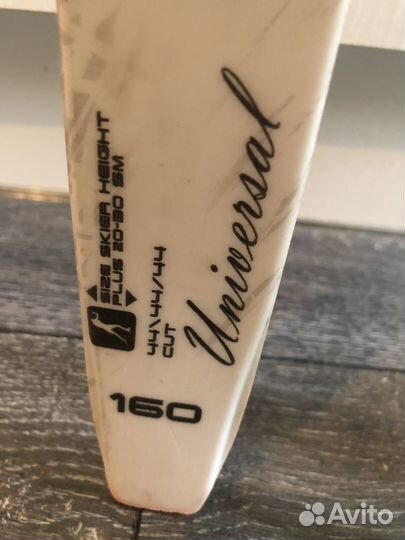 SIZE SKIER HEIGHT
PLUS 20-30 SM
44\44/44
CUT
Universal
160
Avito